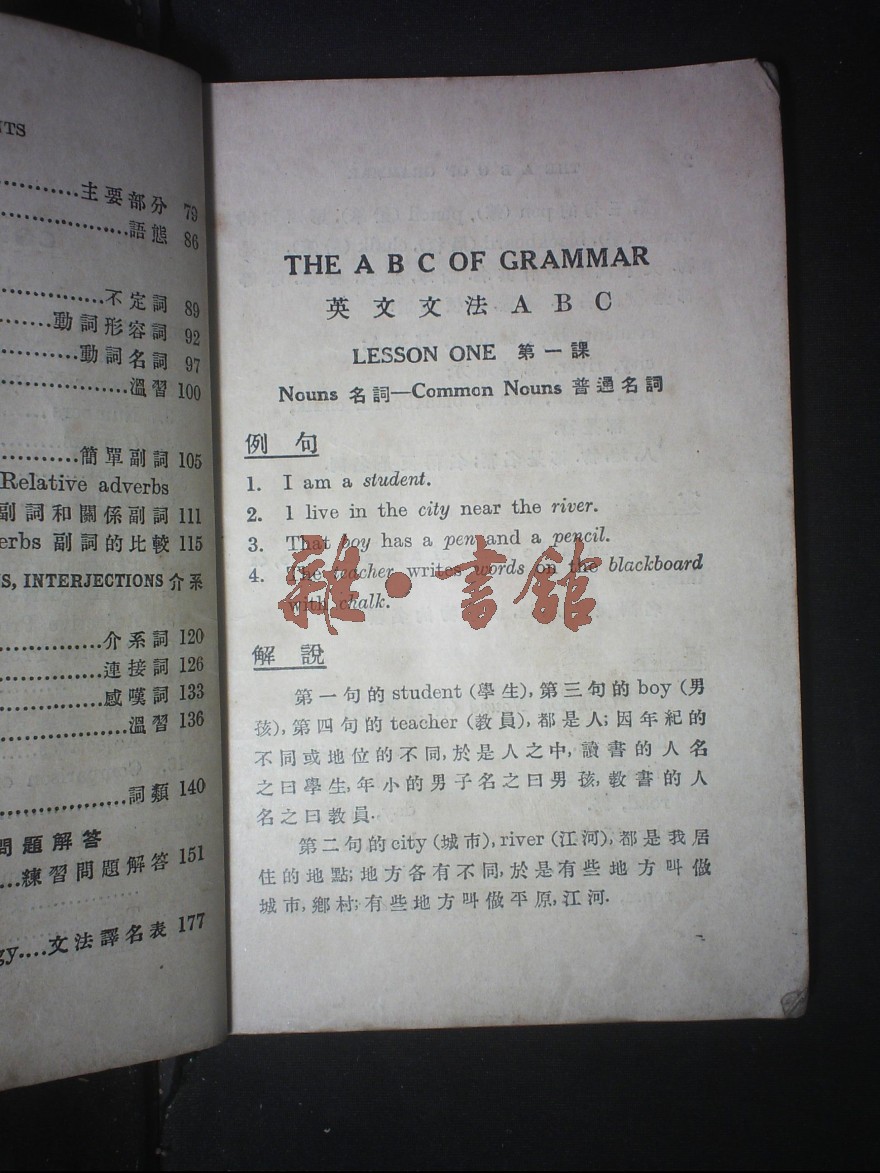 NTS
............主要部分 79
............語態 86
............不定詞 89
............動詞形容詞 92
............動詞名詞 97
............溫習 100
............簡單副詞 105
Relative adverbs
副詞和關係副詞 111
erbs 副詞的比較 115
S, INTERJECTIONS 介系
............介系詞 120
............連接詞 126
............感嘆詞 133
............溫習 136
............詞類 140
問題解答
....練習問題解答 151
gy....文法譯名表 177
THE A B C OF GRAMMAR
英文文法 A B C
LESSON ONE 第一課
Nouns 名詞—Common Nouns 普通名詞
例句
1. I am a student.
2. I live in the city near the river.
3. That boy has a pen and a pencil.
4. The teacher writes words on the blackboard
with chalk.
雜·書館
解說
第一句的 student (學生), 第三句的 boy (男
孩), 第四句的 teacher (教員), 都是人; 因年紀的
不同或地位的不同, 於是人之中, 讀書的人名
之曰學生, 年小的男子名之曰男孩, 教書的人
名之曰教員.
第二句的 city (城市), river (江河), 都是我居
住的地點; 地方各有不同, 於是有些地方叫做
城市, 鄉村; 有些地方叫做平原, 江河.